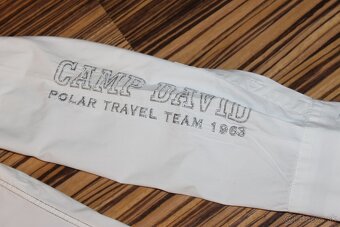 CAMP DAVID
POLAR TRAVEL TEAM 1963